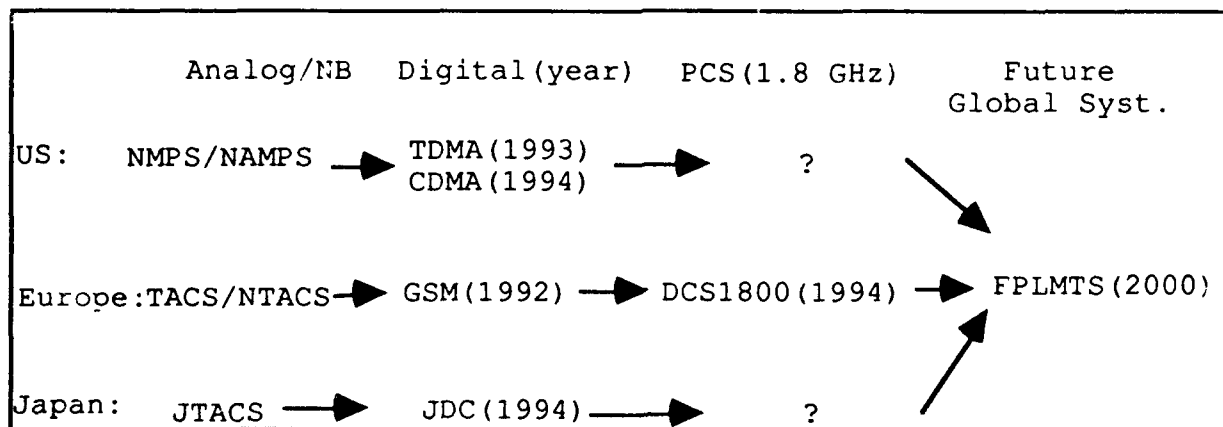 Analog/NB Digital(year) PCS(1.8 GHz) Future
Global Syst.
US: NMPS/NAMPS TDMA(1993) ?
CDMA(1994)
Europe:TACS/NTACS GSM(1992) DCS1800(1994) FPLMTS(2000)
Japan: JTACS JDC(1994) ?